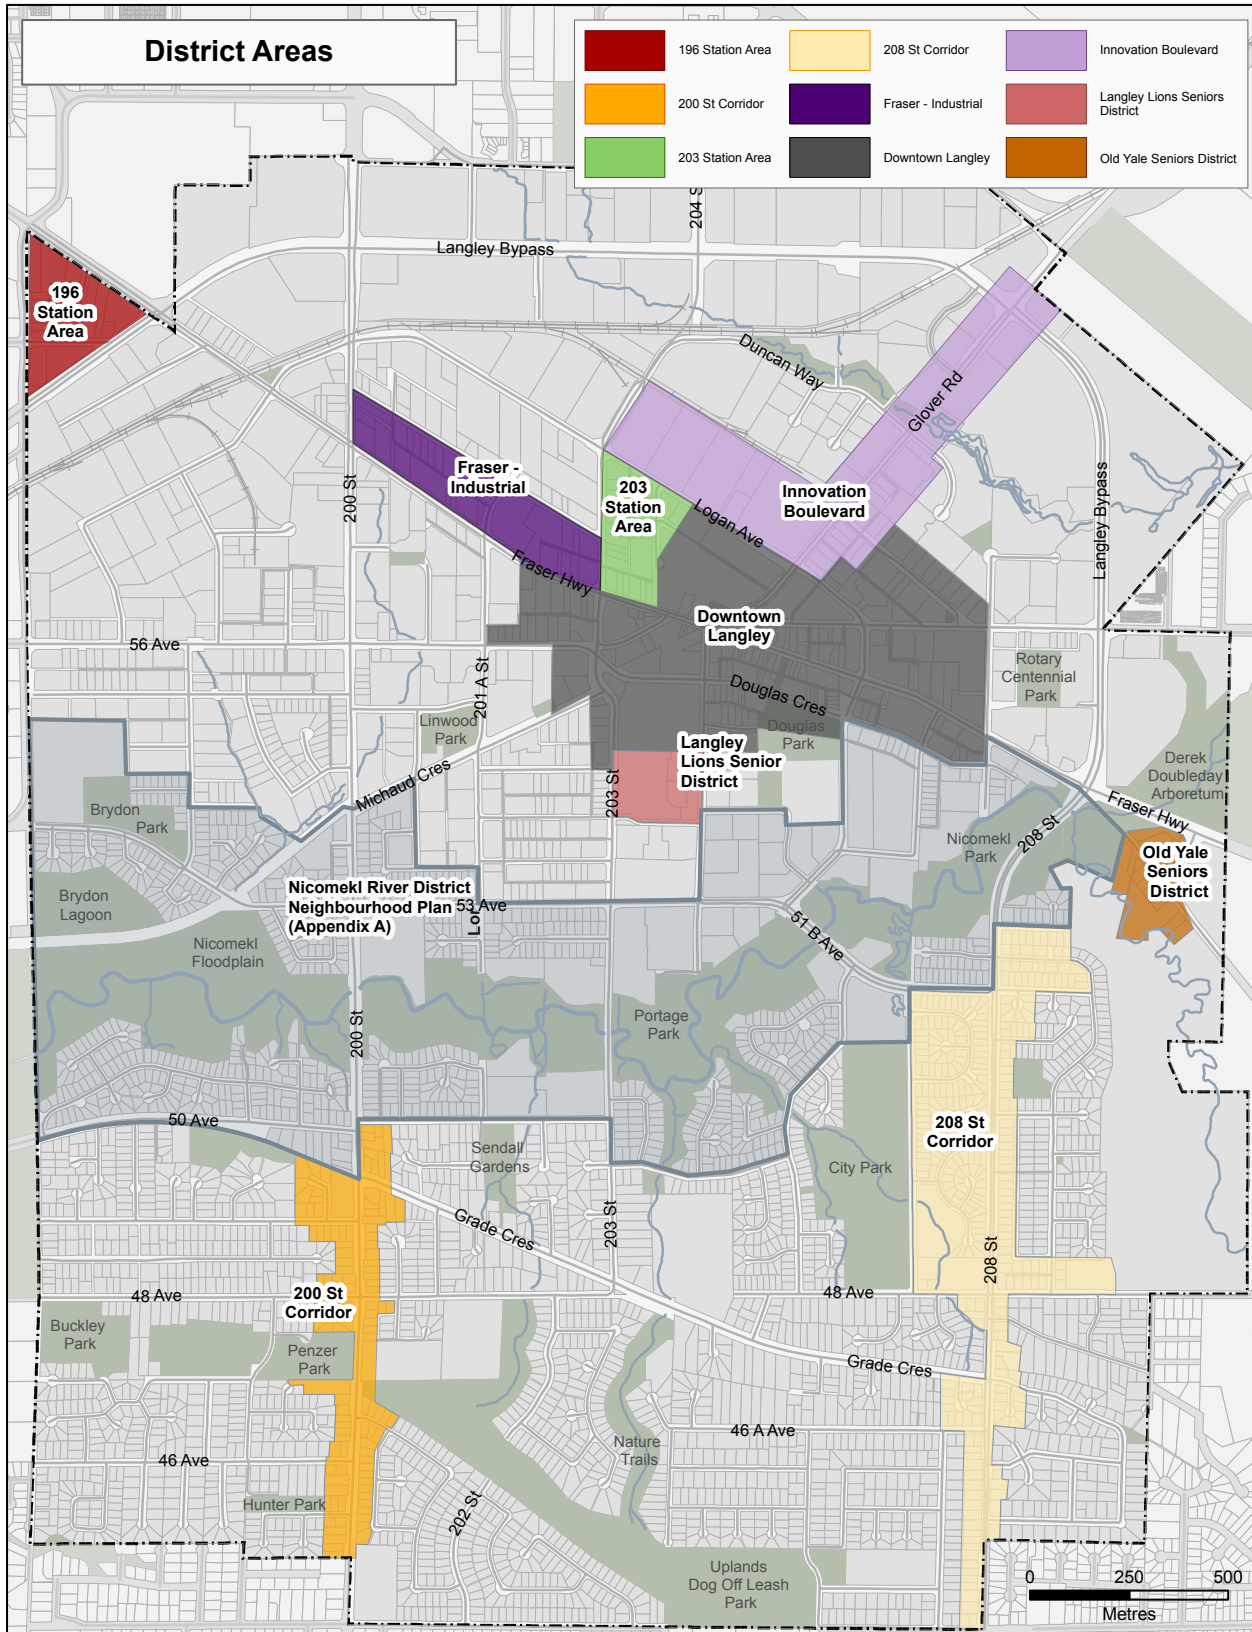 District Areas
196 Station Area
200 St Corridor
203 Station Area
208 St Corridor
Fraser - Industrial
Downtown Langley
Innovation Boulevard
Langley Lions Seniors
District
Old Yale Seniors District
204 S
Langley Bypass
196
Station
Area
Duncan Way
Glover Rd
200 St
Fraser -
Industrial
203
Station
Area
Logan Ave
Innovation
Boulevard
Langley Bypass
Fraser Hwy
Downtown
Langley
56 Ave
201 A St
Douglas Cres
Rotary
Centennial
Park
Linwood
Park
Douglas
Park
Langley
Lions Senior
District
Michaud Cres
203 St
Derek
Doubleday
Arboretum
Fraser Hwy
Brydon
Park
208 St
Nicomekl
Park
Old Yale
Seniors
District
Brydon
Lagoon
Nicomekl River District
Neighbourhood Plan
(Appendix A)
53 Ave
Lor
51 B Ave
Nicomekl
Floodplain
Portage
Park
200 St
50 Ave
208 St
Corridor
Sendall
Gardens
City Park
Grade Cres
203 St
208 St
48 Ave
200 St
Corridor
48 Ave
Buckley
Park
Penzer
Park
Grade Cres
46 A Ave
Nature
Trails
46 Ave
Hunter Park
202 St
Uplands
Dog Off Leash
Park
0 250 500
Metres